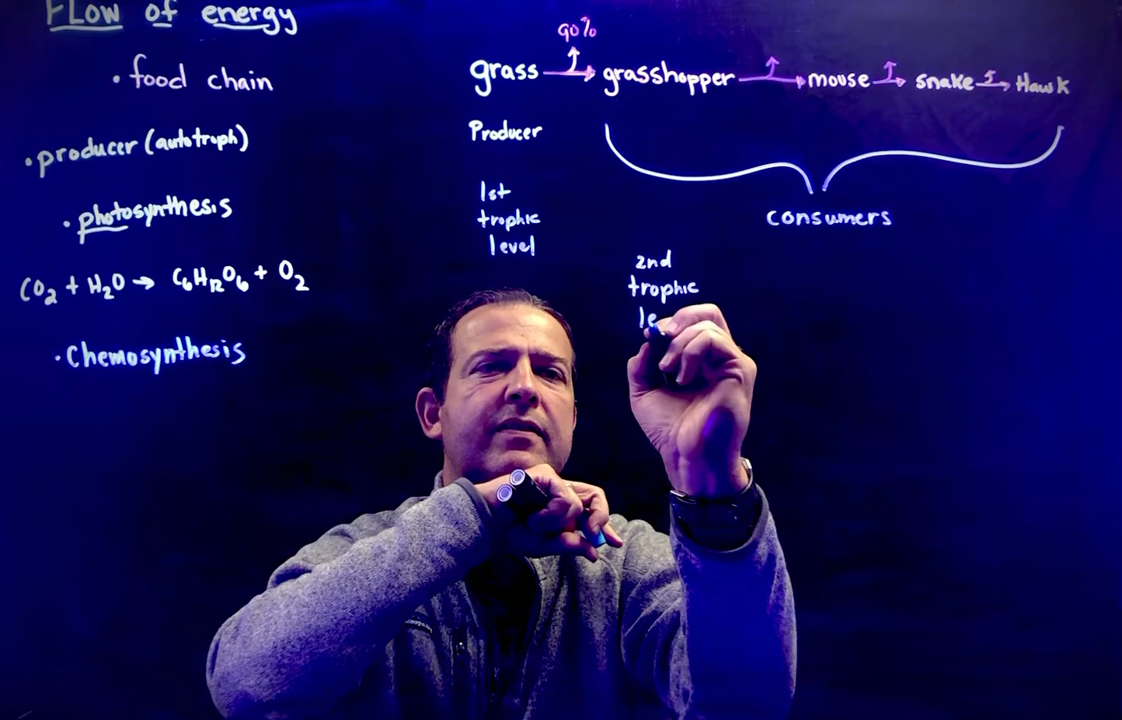 FLow of energy
• food chain
• producer (autotroph)
• photosynthesis
CO₂ + H₂O → C₆H₁₂O₆ + O₂
• Chemosynthesis
90%
grass → grasshopper → mouse → snake → Hawk
Producer
consumers
1st
trophic
level
2nd
trophic
le